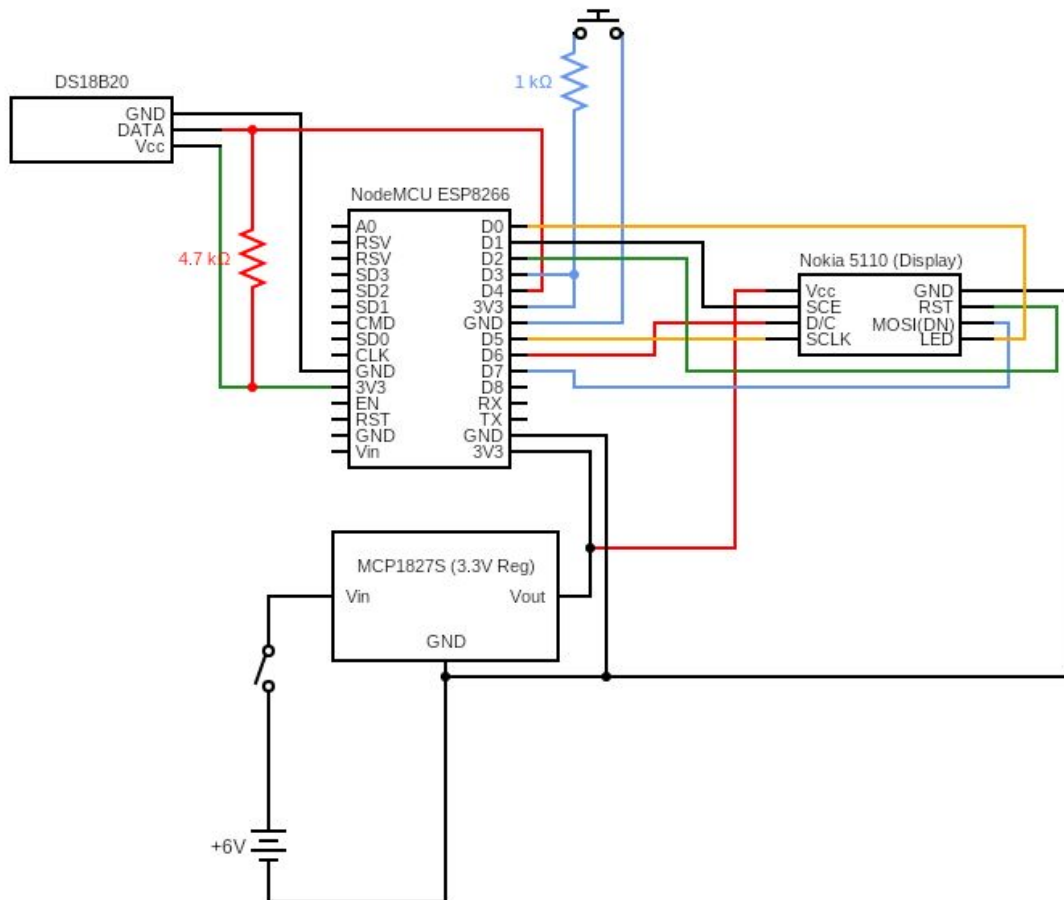 1 kΩ
DS18B20
GND
DATA
Vcc
4.7 kΩ
NodeMCU ESP8266
A0 D0
RSV D1
RSV D2
SD3 D3
SD2 D4
SD1 3V3
CMD GND
SD0 D5
CLK D6
GND D7
3V3 D8
EN RX
RST TX
GND GND
Vin 3V3
Nokia 5110 (Display)
Vcc GND
SCE RST
D/C MOSI(DN)
SCLK LED
MCP1827S (3.3V Reg)
Vin Vout
GND
+6V